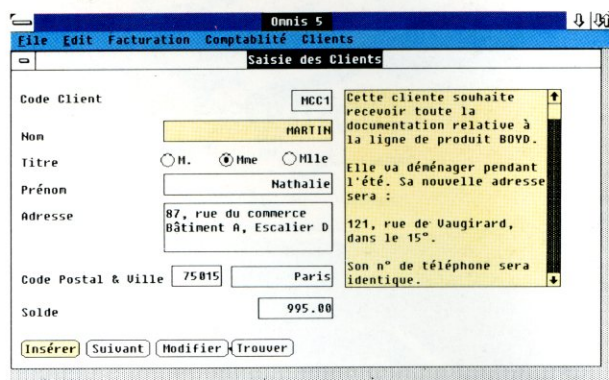 Omnis 5
File Edit Facturation Comptablité Clients
Saisie des Clients
Code Client MCC1
Nom MARTIN
Titre M. Mme Mlle
Prénom Nathalie
Adresse 87, rue du commerce
Bâtiment A, Escalier D
Code Postal & Ville 75015 Paris
Solde 995.00
Insérer Suivant Modifier Trouver
Cette cliente souhaite
recevoir toute la
documentation relative à
la ligne de produit BOYD.
Elle va déménager pendant
l'été. Sa nouvelle adresse
sera :
121, rue de Vaugirard,
dans le 15°.
Son n° de téléphone sera
identique.